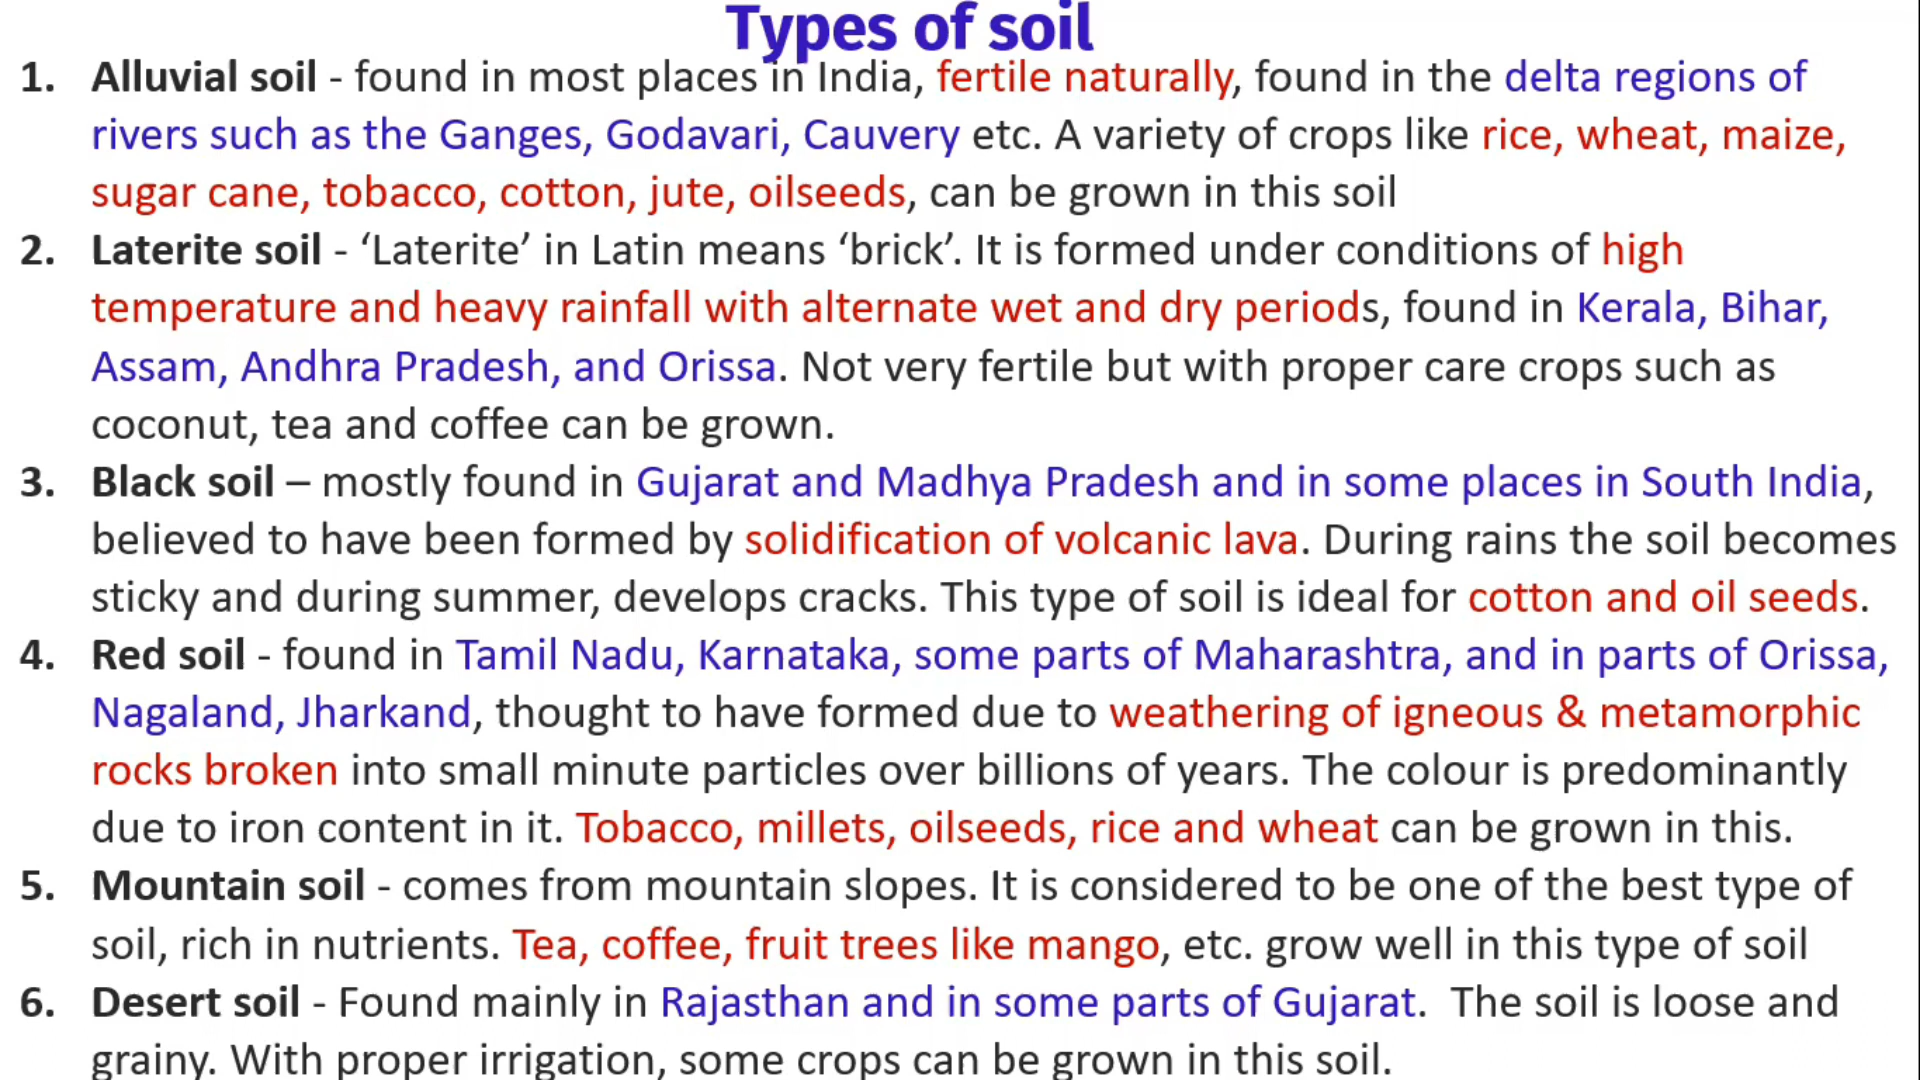 Types of soil
1. Alluvial soil - found in most places in India, fertile naturally, found in the delta regions of
rivers such as the Ganges, Godavari, Cauvery etc. A variety of crops like rice, wheat, maize,
sugar cane, tobacco, cotton, jute, oilseeds, can be grown in this soil
2. Laterite soil - ‘Laterite’ in Latin means ‘brick’. It is formed under conditions of high
temperature and heavy rainfall with alternate wet and dry periods, found in Kerala, Bihar,
Assam, Andhra Pradesh, and Orissa. Not very fertile but with proper care crops such as
coconut, tea and coffee can be grown.
3. Black soil – mostly found in Gujarat and Madhya Pradesh and in some places in South India,
believed to have been formed by solidification of volcanic lava. During rains the soil becomes
sticky and during summer, develops cracks. This type of soil is ideal for cotton and oil seeds.
4. Red soil - found in Tamil Nadu, Karnataka, some parts of Maharashtra, and in parts of Orissa,
Nagaland, Jharkand, thought to have formed due to weathering of igneous & metamorphic
rocks broken into small minute particles over billions of years. The colour is predominantly
due to iron content in it. Tobacco, millets, oilseeds, rice and wheat can be grown in this.
5. Mountain soil - comes from mountain slopes. It is considered to be one of the best type of
soil, rich in nutrients. Tea, coffee, fruit trees like mango, etc. grow well in this type of soil
6. Desert soil - Found mainly in Rajasthan and in some parts of Gujarat. The soil is loose and
grainy. With proper irrigation, some crops can be grown in this soil.